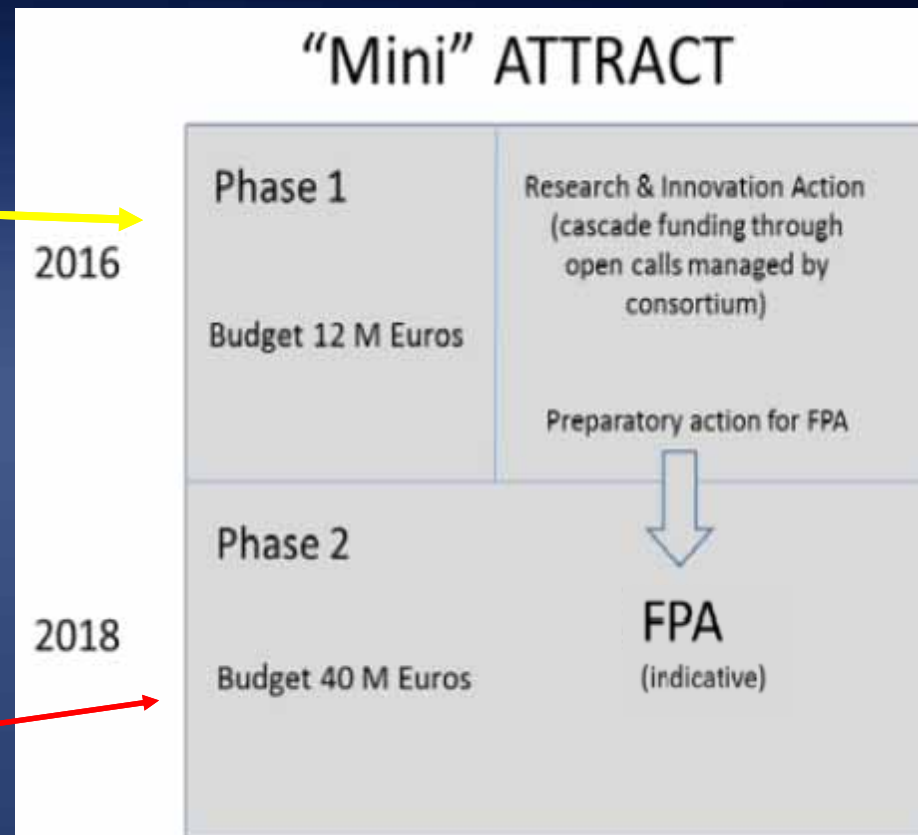 “Mini” ATTRACT
2016
Phase 1
Budget 12 M Euros
Research & Innovation Action
(cascade funding through
open calls managed by
consortium)
Preparatory action for FPA
2018
Phase 2
Budget 40 M Euros
FPA
(indicative)